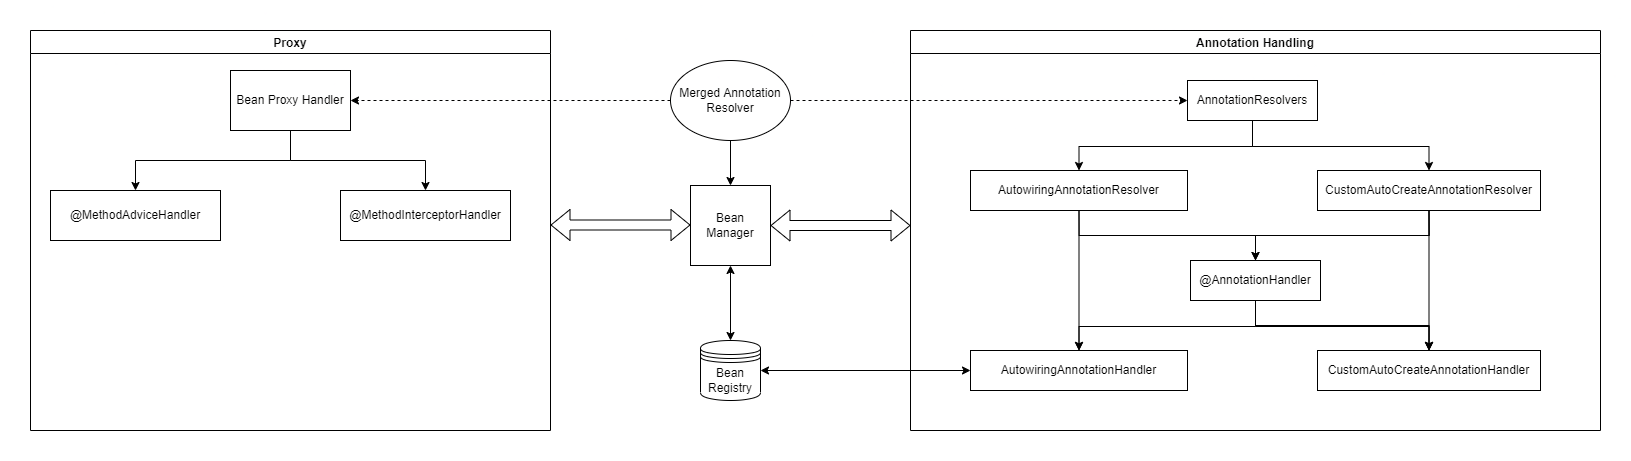 Proxy
Bean Proxy Handler
@MethodAdviceHandler
@MethodInterceptorHandler
Merged Annotation
Resolver
Bean
Manager
Bean
Registry
Annotation Handling
AnnotationResolvers
AutowiringAnnotationResolver
CustomAutoCreateAnnotationResolver
@AnnotationHandler
AutowiringAnnotationHandler
CustomAutoCreateAnnotationHandler